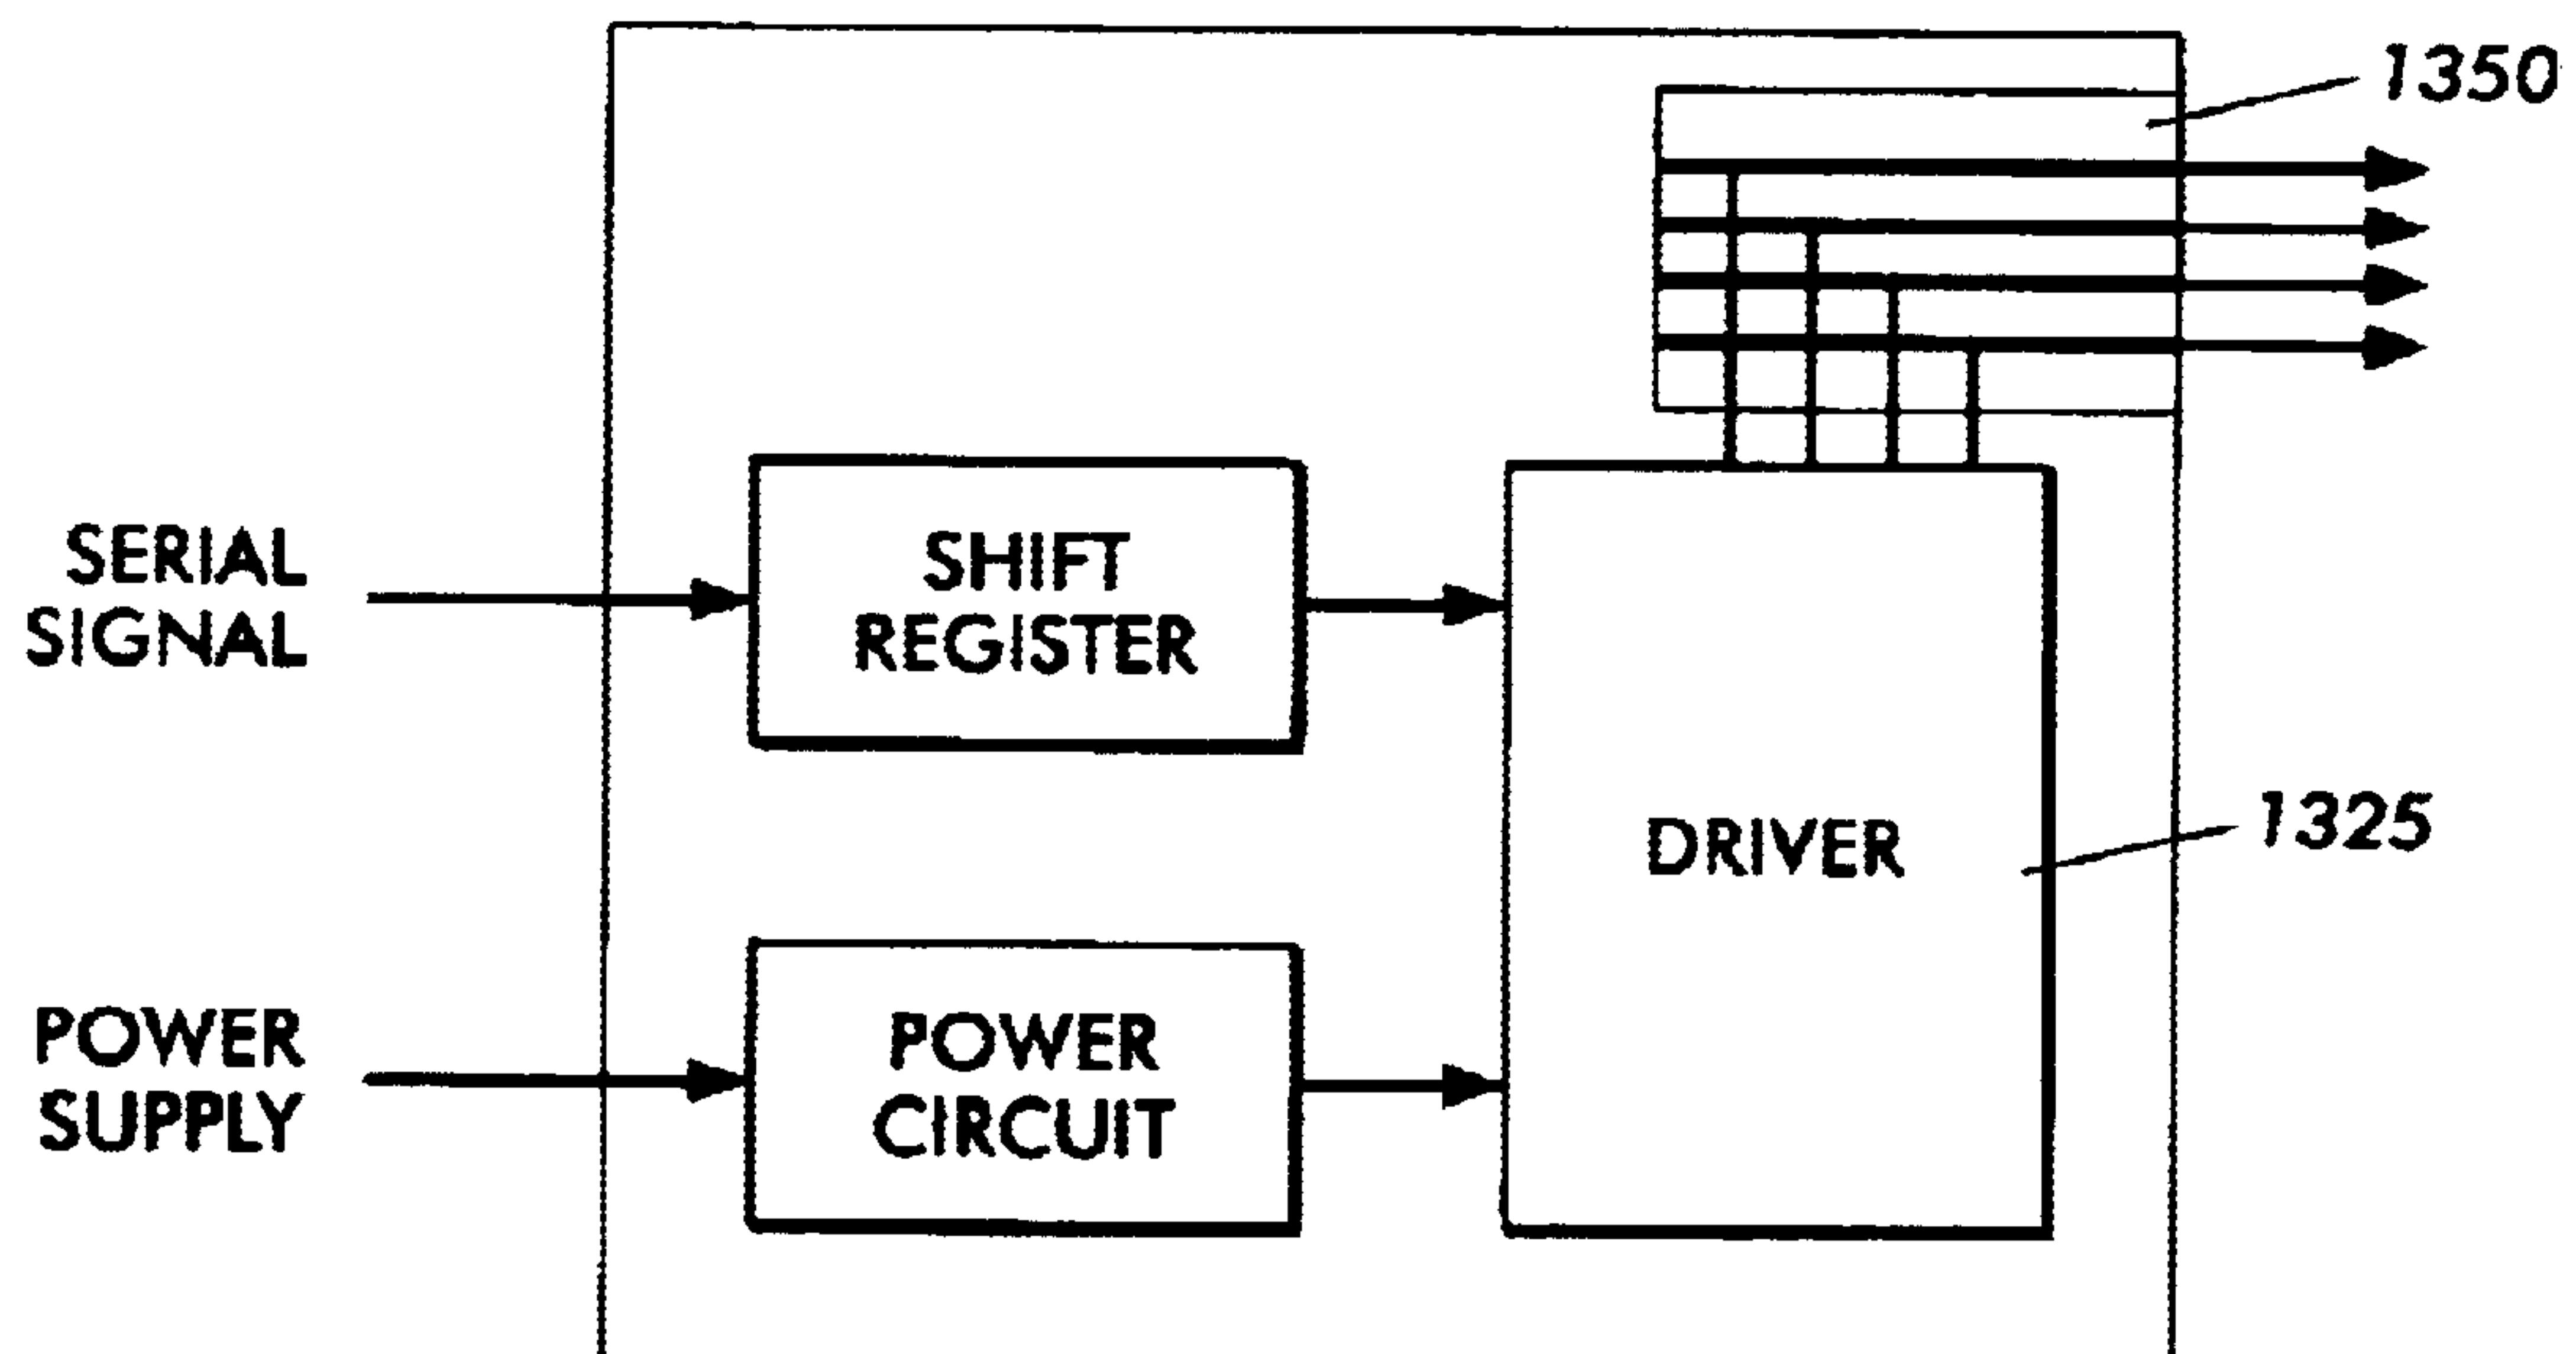 1350
SERIAL
SIGNAL
SHIFT
REGISTER
DRIVER
1325
POWER
SUPPLY
POWER
CIRCUIT